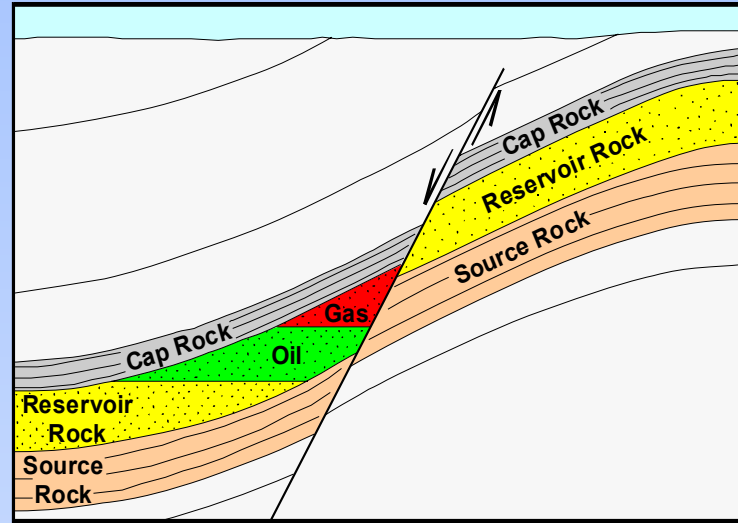 Cap Rock
Reservoir Rock
Source Rock
Gas
Cap Rock
Oil
Reservoir
Rock
Source
Rock